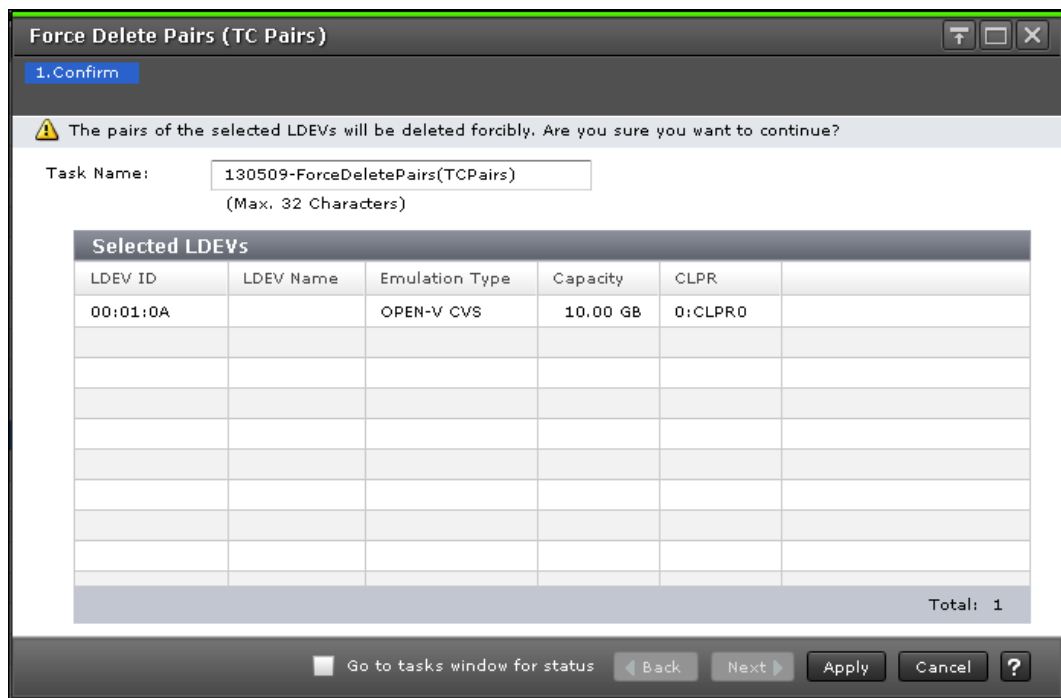 Force Delete Pairs (TC Pairs)
1.Confirm
The pairs of the selected LDEVs will be deleted forcibly. Are you sure you want to continue?
Task Name: 130509-ForceDeletePairs(TCPairs)
(Max. 32 Characters)
Selected LDEVs
LDEV ID LDEV Name Emulation Type Capacity CLPR
00:01:0A OPEN-V CVS 10.00 GB 0:CLPR0
Total: 1
Go to tasks window for status Back Next Apply Cancel ?